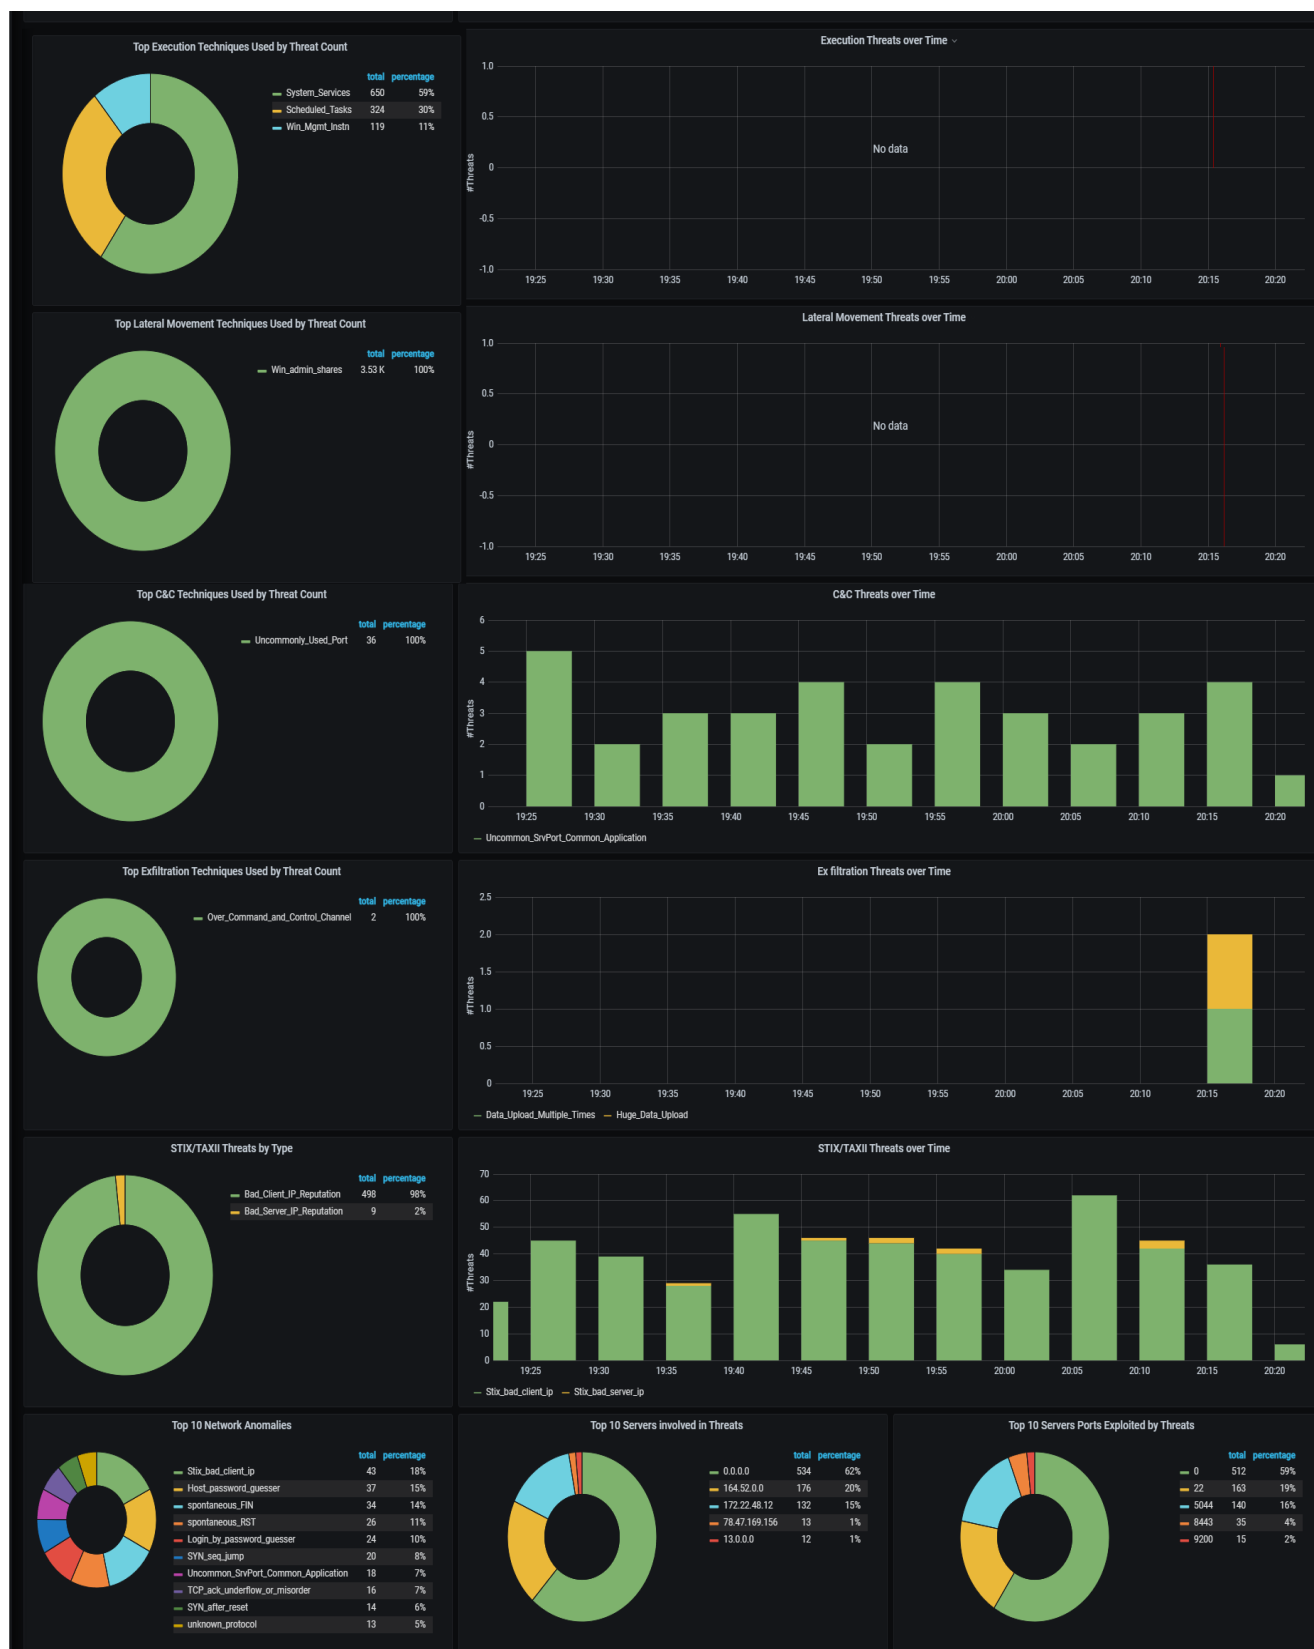 Top Execution Techniques Used by Threat Count
total percentage
System_Services 650 59%
Scheduled_Tasks 324 30%
Win_Mgmt_Instn 119 11%
Execution Threats over Time
1.0
0.5
0
-0.5
-1.0
#Threats
No data
19:25 19:30 19:35 19:40 19:45 19:50 19:55 20:00 20:05 20:10 20:15 20:20
Top Lateral Movement Techniques Used by Threat Count
total percentage
Win_admin_shares 3.53 K 100%
Lateral Movement Threats over Time
1.0
0.5
0
-0.5
-1.0
#Threats
No data
19:25 19:30 19:35 19:40 19:45 19:50 19:55 20:00 20:05 20:10 20:15 20:20
Top C&C Techniques Used by Threat Count
total percentage
Uncommonly_Used_Port 36 100%
C&C Threats over Time
6
5
4
3
2
1
0
#Threats
19:25 19:30 19:35 19:40 19:45 19:50 19:55 20:00 20:05 20:10 20:15 20:20
Uncommon_SrvPort_Common_Application
Top Exfiltration Techniques Used by Threat Count
total percentage
Over_Command_and_Control_Channel 2 100%
Ex filtration Threats over Time
2.5
2.0
1.5
1.0
0.5
0
#Threats
19:25 19:30 19:35 19:40 19:45 19:50 19:55 20:00 20:05 20:10 20:15 20:20
Data_Upload_Multiple_Times Huge_Data_Upload
STIX/TAXII Threats by Type
total percentage
Bad_Client_IP_Reputation 498 98%
Bad_Server_IP_Reputation 9 2%
STIX/TAXII Threats over Time
70
60
50
40
30
20
10
0
#Threats
19:25 19:30 19:35 19:40 19:45 19:50 19:55 20:00 20:05 20:10 20:15 20:20
Stix_bad_client_ip Stix_bad_server_ip
Top 10 Network Anomalies
total percentage
Stix_bad_client_ip 43 18%
Host_password_guesser 37 15%
spontaneous_FIN 34 14%
spontaneous_RST 26 11%
Login_by_password_guesser 24 10%
SYN_seq_jump 20 8%
Uncommon_SrvPort_Common_Application 18 7%
TCP_ack_underflow_or_misorder 16 7%
SYN_after_reset 14 6%
unknown_protocol 13 5%
Top 10 Servers involved in Threats
total percentage
0.0.0.0 534 62%
164.52.0.0 176 20%
172.22.48.12 132 15%
78.47.169.156 13 1%
13.0.0.0 12 1%
Top 10 Servers Ports Exploited by Threats
total percentage
0 512 59%
22 163 19%
5044 140 16%
8443 35 4%
9200 15 2%